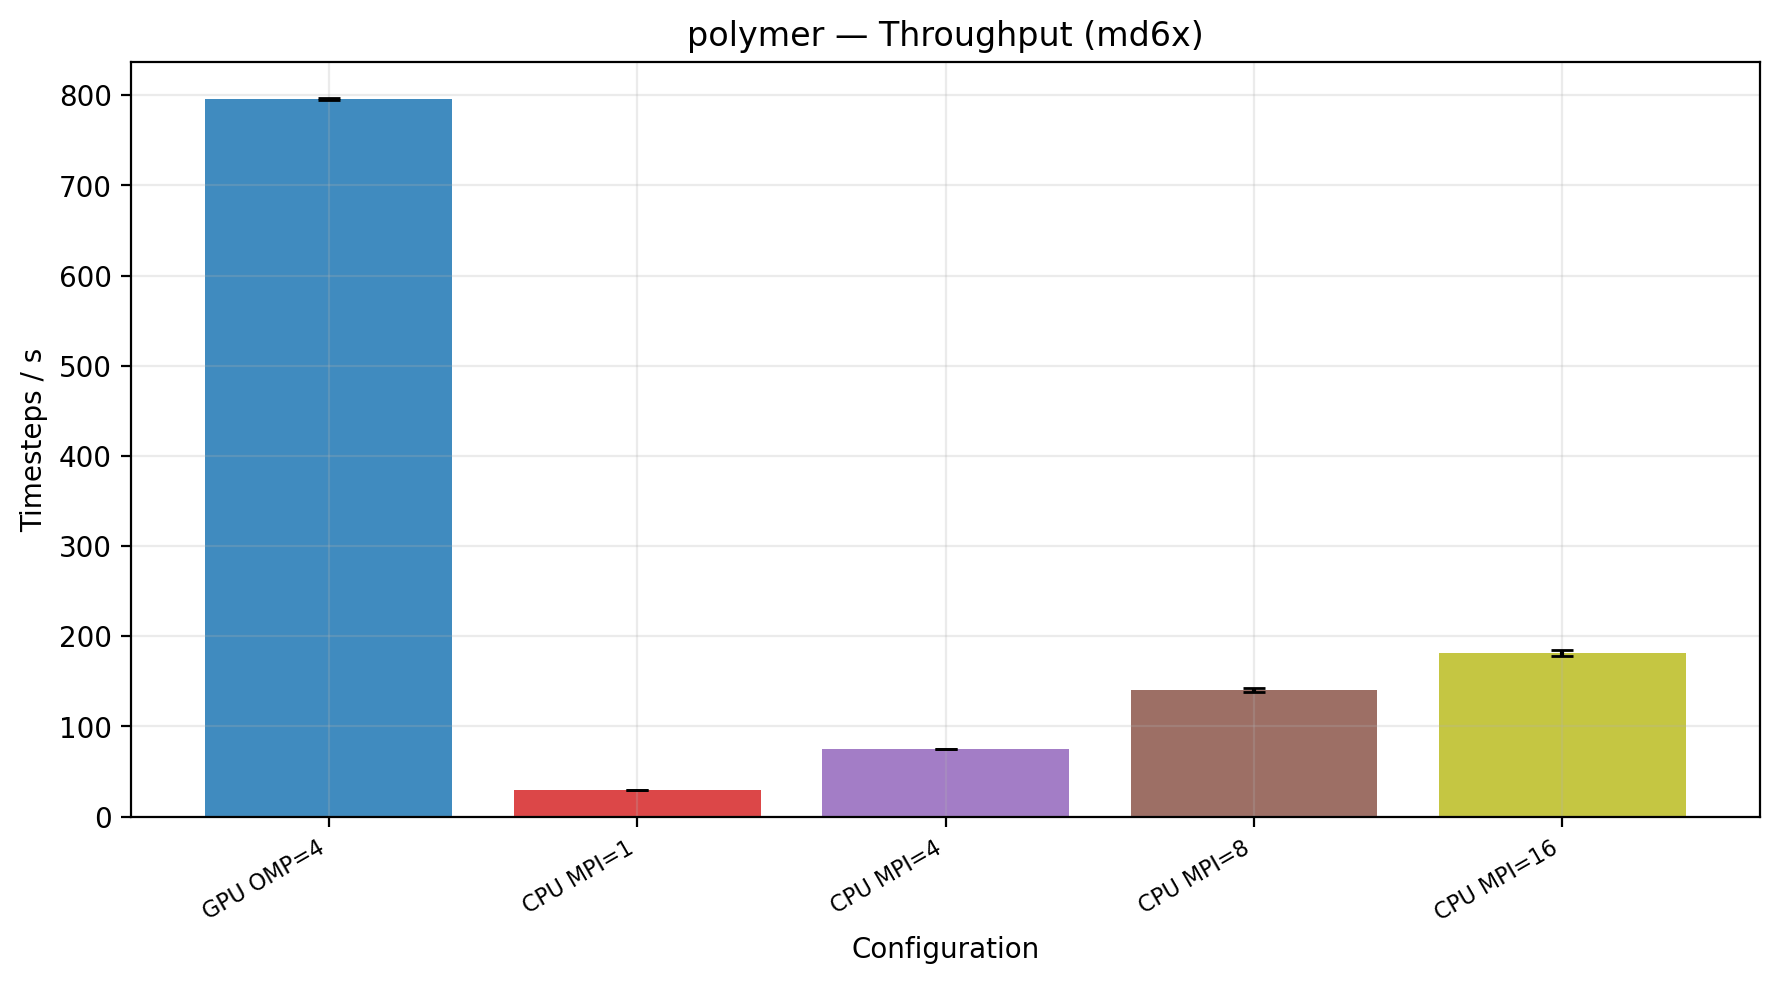 polymer — Throughput (md6x)
Timesteps / s
800
700
600
500
400
300
200
100
0
GPU OMP=4
CPU MPI=1
CPU MPI=4
CPU MPI=8
CPU MPI=16
Configuration